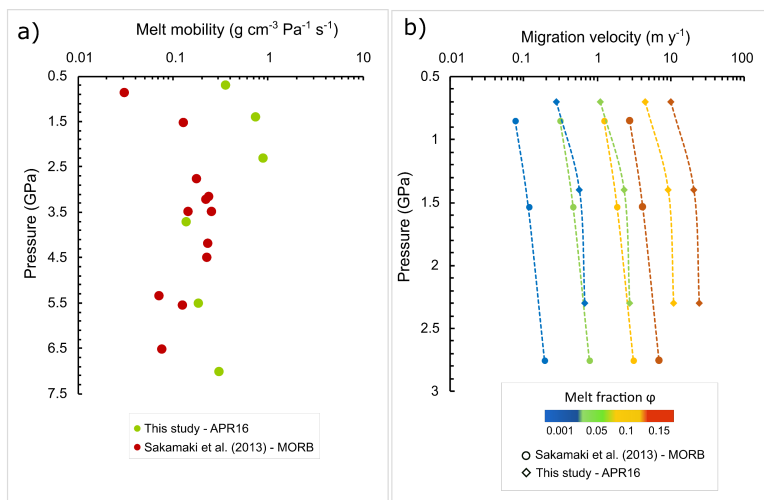 a)
Melt mobility (g cm⁻³ Pa⁻¹ s⁻¹)
0.01 0.1 1 10
Pressure (GPa)
0.5
1.5
2.5
3.5
4.5
5.5
6.5
7.5
This study - APR16
Sakamaki et al. (2013) - MORB
b)
Migration velocity (m y⁻¹)
0.01 0.1 1 10 100
Pressure (GPa)
0.5
1
1.5
2
2.5
3
Melt fraction φ
0.001 0.05 0.1 0.15
Sakamaki et al. (2013) - MORB
This study - APR16